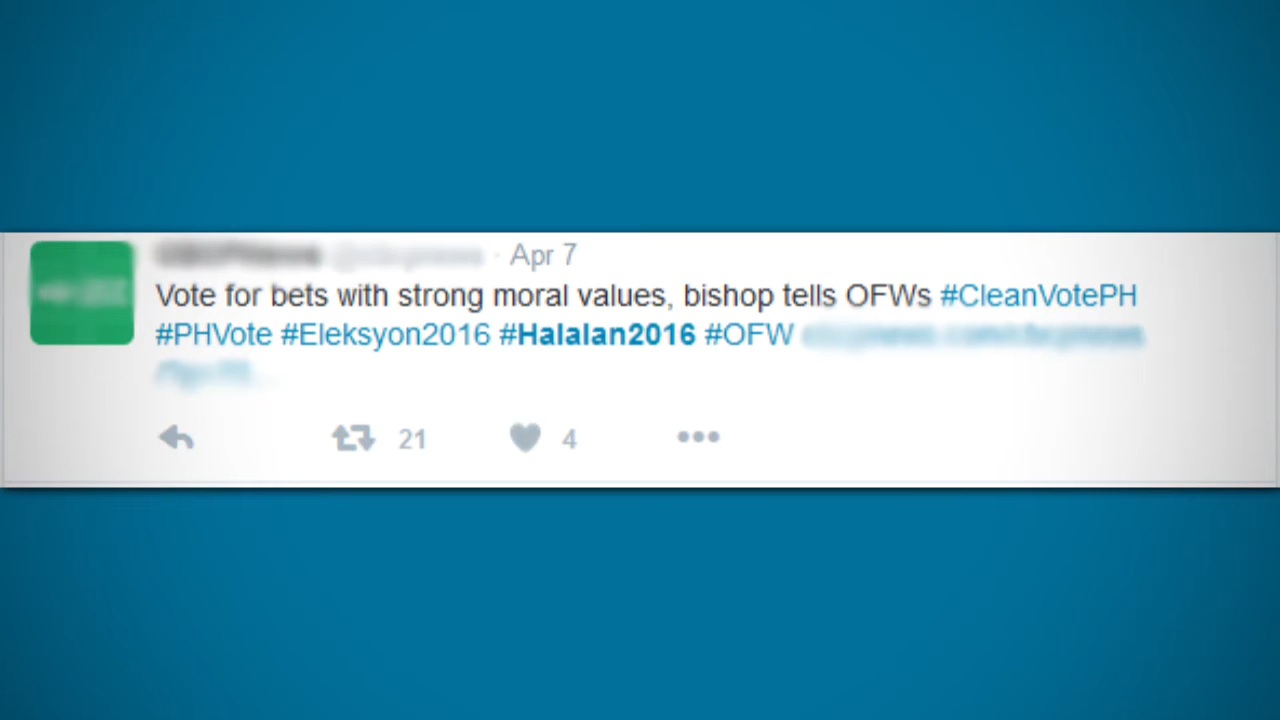 · Apr 7
Vote for bets with strong moral values, bishop tells OFWs #CleanVotePH
#PHVote #Eleksyon2016 #Halalan2016 #OFW
21 4